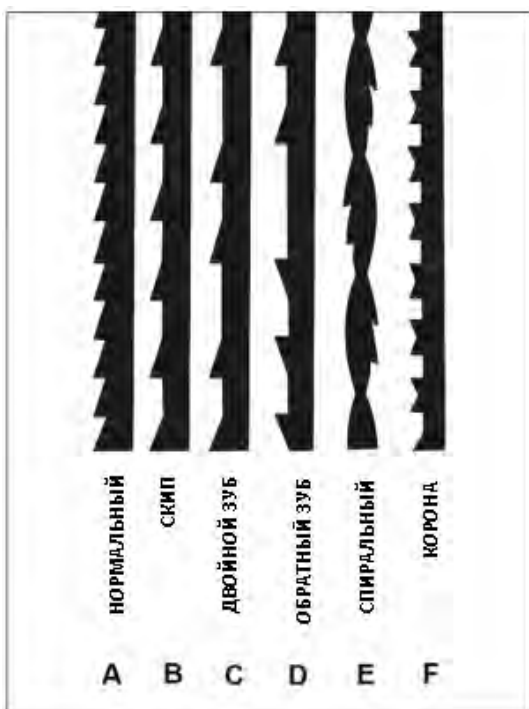 НОРМАЛЬНЫЙ
СКИП
ДВОЙНОЙ ЗУБ
ОБРАТНЫЙ ЗУБ
СПИРАЛЬНЫЙ
КОРОНА
A B C D E F